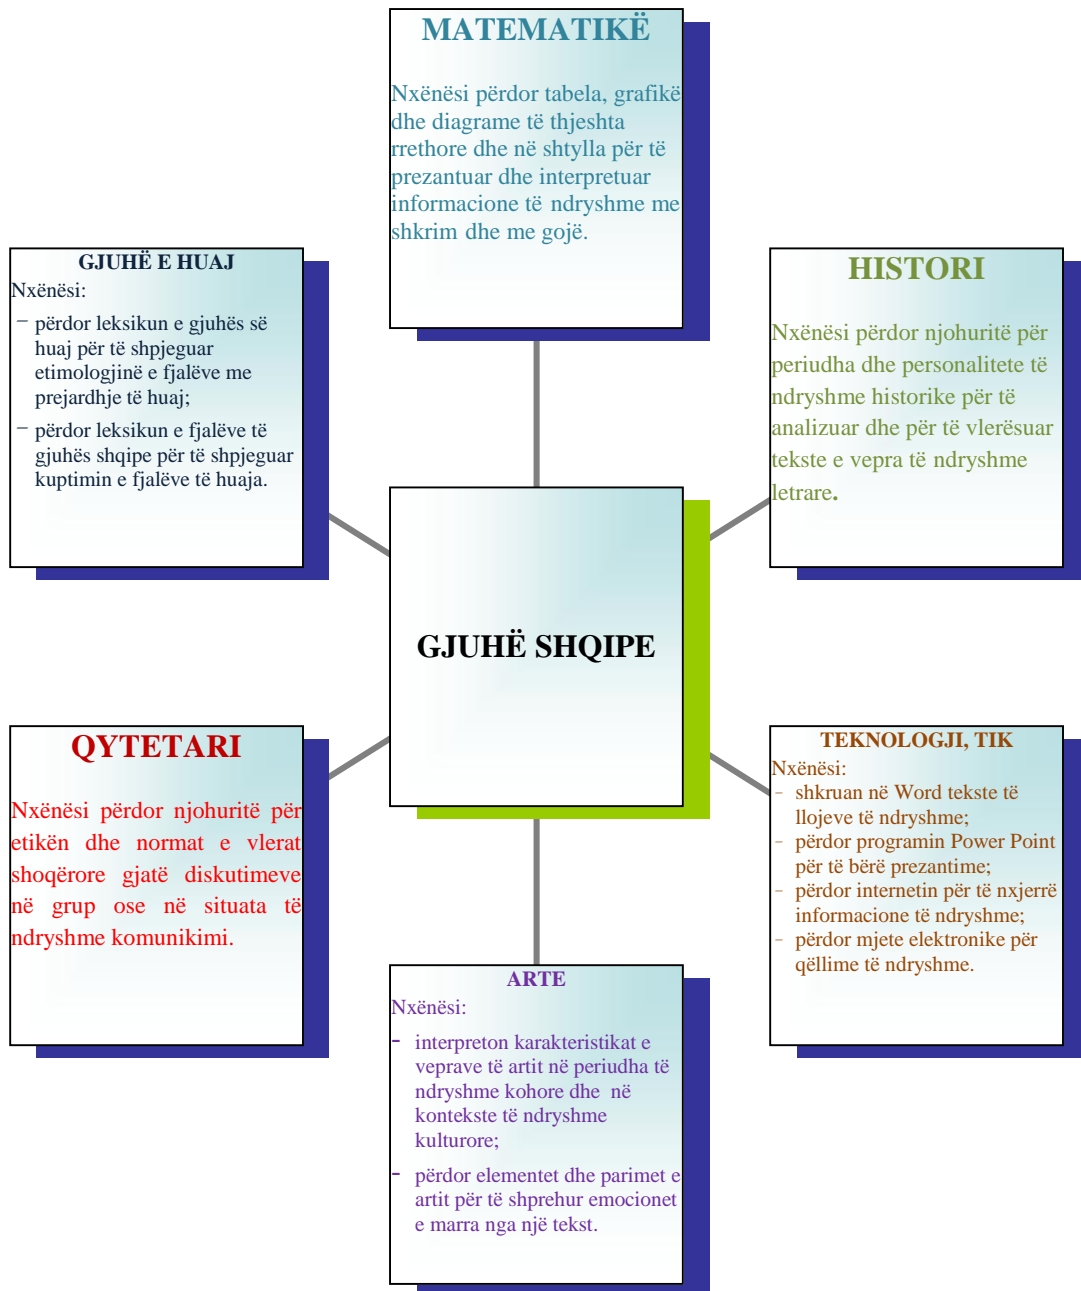 MATEMATIKË
Nxënësi përdor tabela, grafikë
dhe diagrame të thjeshta
rrethore dhe në shtylla për të
prezantuar dhe interpretuar
informacione të ndryshme me
shkrim dhe me gojë.
GJUHË E HUAJ
Nxënësi:
− përdor leksikun e gjuhës së
huaj për të shpjeguar
etimologjinë e fjalëve me
prejardhje të huaj;
− përdor leksikun e fjalëve të
gjuhës shqipe për të shpjeguar
kuptimin e fjalëve të huaja.
HISTORI
Nxënësi përdor njohuritë për
periudha dhe personalitete të
ndryshme historike për të
analizuar dhe për të vlerësuar
tekste e vepra të ndryshme
letrare.
GJUHË SHQIPE
QYTETARI
Nxënësi përdor njohuritë për
etikën dhe normat e vlerat
shoqërore gjatë diskutimeve
në grup ose në situata të
ndryshme komunikimi.
TEKNOLOGJI, TIK
Nxënësi:
- shkruan në Word tekste të
llojeve të ndryshme;
- përdor programin Power Point
për të bërë prezantime;
- përdor internetin për të nxjerrë
informacione të ndryshme;
- përdor mjete elektronike për
qëllime të ndryshme.
ARTE
Nxënësi:
- interpreton karakteristikat e
veprave të artit në periudha të
ndryshme kohore dhe në
kontekste të ndryshme
kulturore;
- përdor elementet dhe parimet e
artit për të shprehur emocionet
e marra nga një tekst.